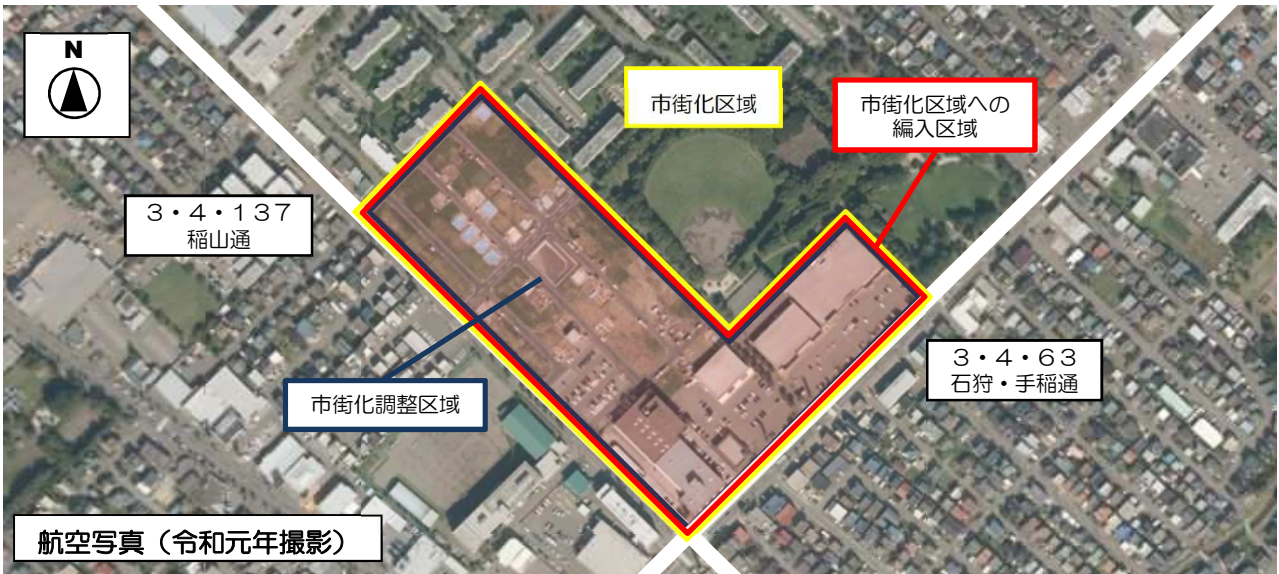 N
市街化区域
市街化区域への
編入区域
3・4・137
稲山通
3・4・63
石狩・手稲通
市街化調整区域
航空写真（令和元年撮影）